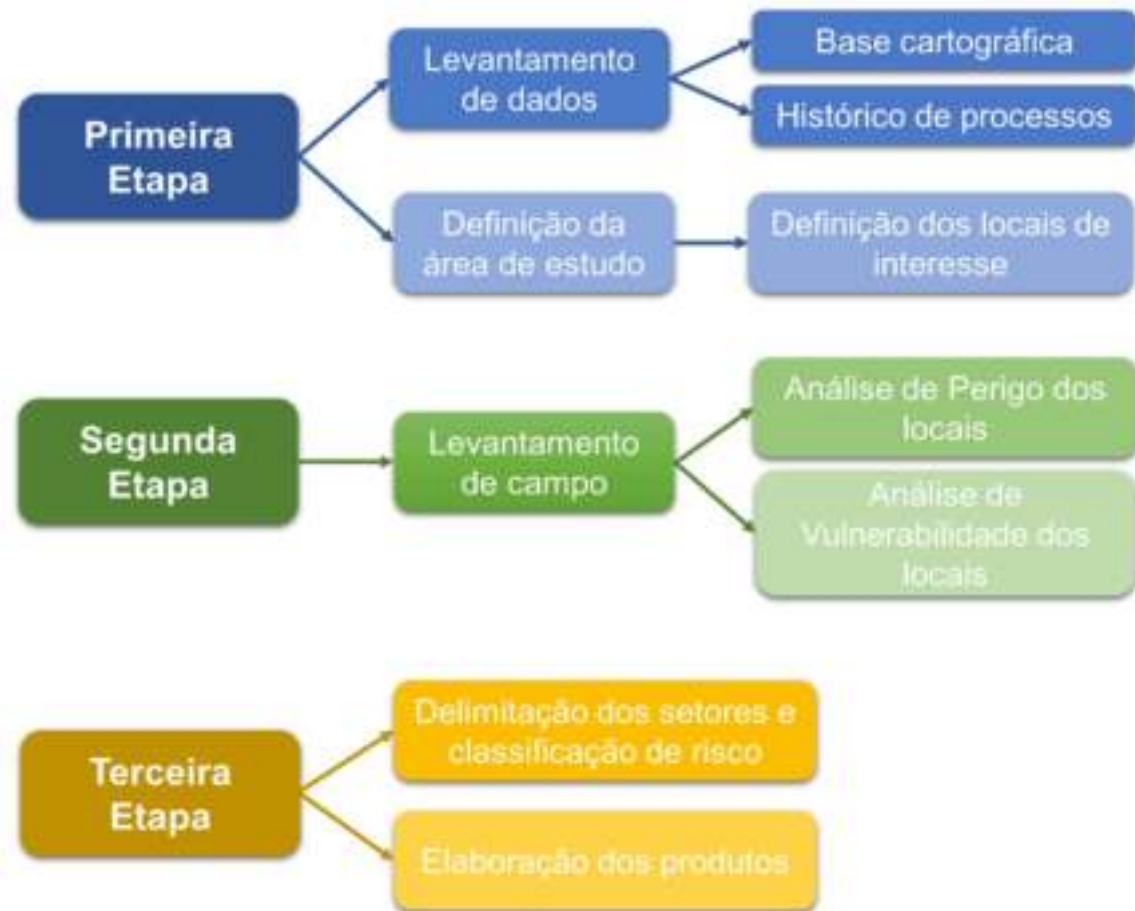 Primeira
Etapa
Levantamento
de dados
Base cartográfica
Histórico de processos
Definição da
área de estudo
Definição dos locais de
interesse
Segunda
Etapa
Levantamento
de campo
Análise de Perigo dos
locais
Análise de
Vulnerabilidade dos
locais
Terceira
Etapa
Delimitação dos setores e
classificação de risco
Elaboração dos produtos